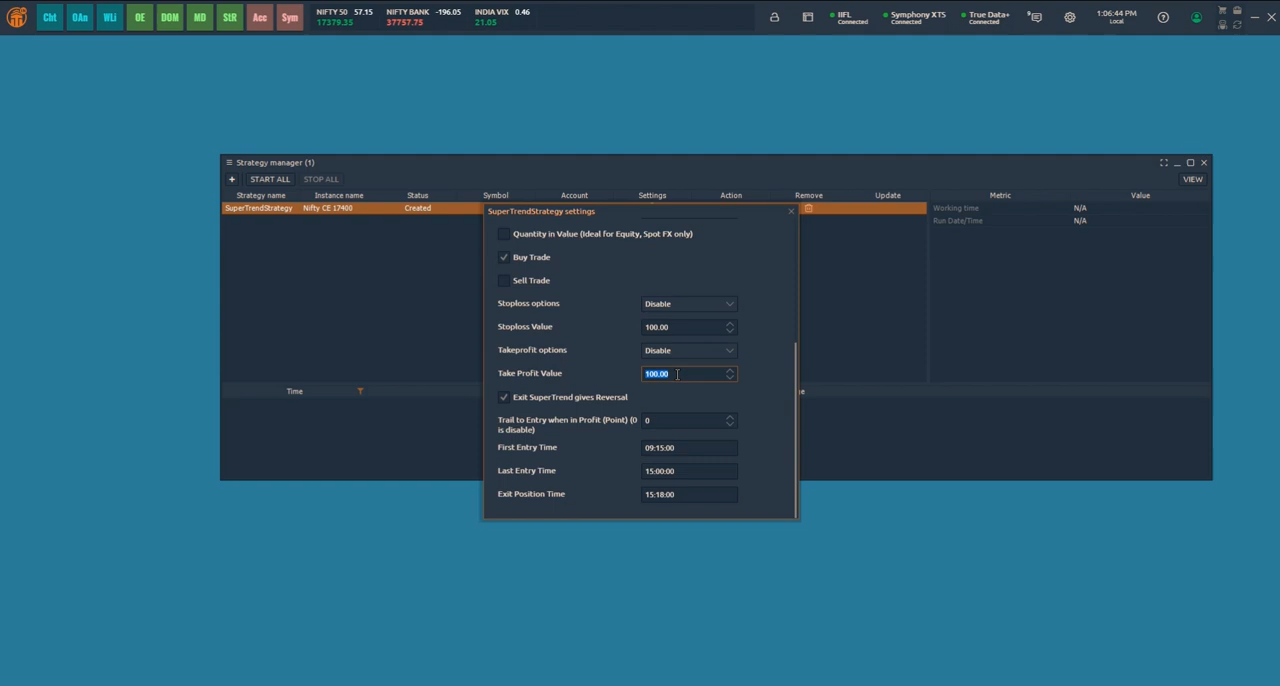 Cht OAn WLi OE DOM MD StR Acc Sym
NIFTY 50 57.15 NIFTY BANK -196.05 INDIA VIX 0.46
17379.35 37757.75 21.05
IIFL
Connected
Symphony XTS
Connected
True Data+
Connected
1:06:44 PM
Local
Strategy manager (1)
+ START ALL STOP ALL VIEW
Strategy name Instance name Status Symbol Account Settings Action Remove Update Metric Value
SuperTrendStrategy Nifty CE 17400 Created
Working time N/A
Run Date/Time N/A
Time
SuperTrendStrategy settings
Quantity in Value (Ideal for Equity, Spot FX only)
Buy Trade
Sell Trade
Stoploss options Disable
Stoploss Value 100.00
Takeprofit options Disable
Take Profit Value 100.00
Exit SuperTrend gives Reversal
Trail to Entry when in Profit (Point) (0
is disable) 0
First Entry Time 09:15:00
Last Entry Time 15:00:00
Exit Position Time 15:18:00